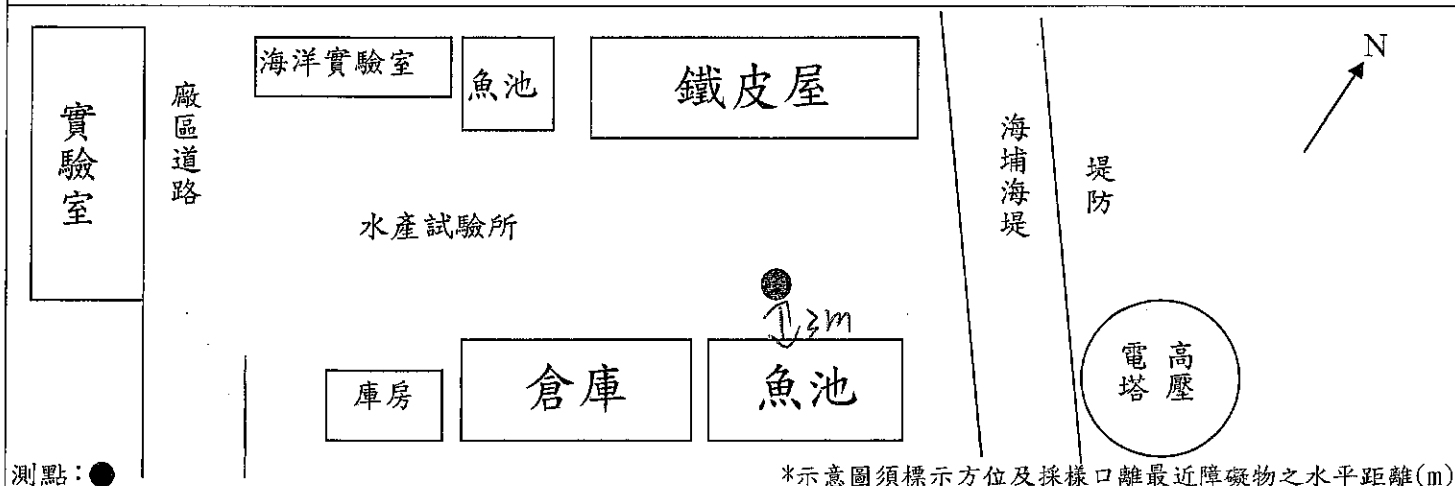 海洋實驗室
魚池
鐵皮屋
N
實驗室
廠區道路
海埔海堤
堤防
水產試驗所
3m
庫房
倉庫
魚池
高壓
電塔
測點：●
*示意圖須標示方位及採樣口離最近障礙物之水平距離(m)